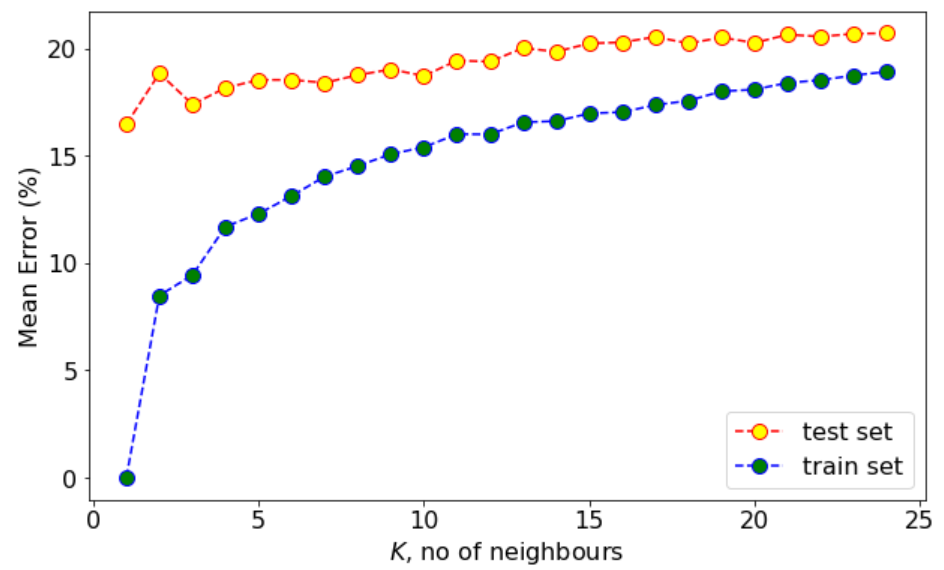 20
15
10
5
0
Mean Error (%)
0 5 10 15 20 25
K, no of neighbours
test set
train set